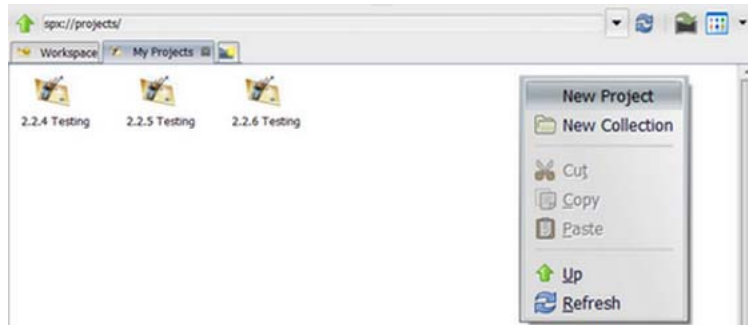 spx://projects/
Workspace My Projects
2.2.4 Testing 2.2.5 Testing 2.2.6 Testing
New Project
New Collection
Cut
Copy
Paste
Up
Refresh